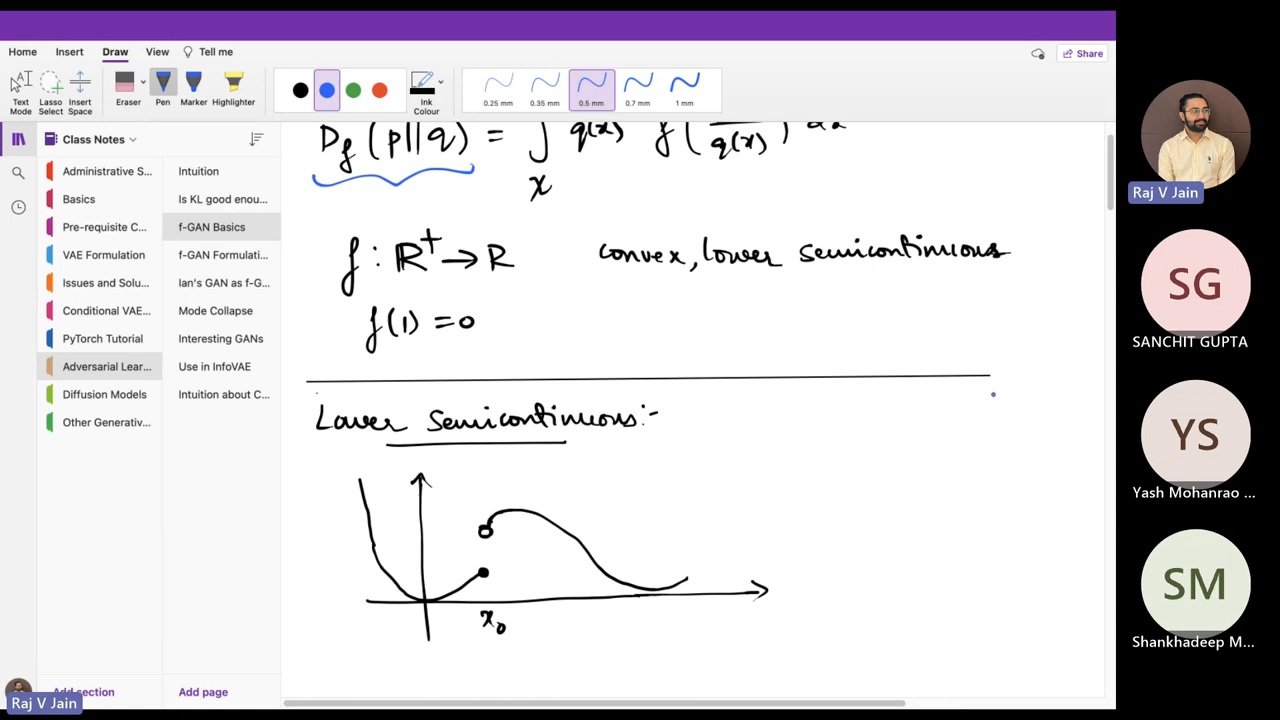 Home Insert Draw View Tell me
Share
Text Mode
Lasso Select
Insert Space
Eraser
Pen
Marker
Highlighter
Ink Colour
0.25 mm
0.35 mm
0.5 mm
0.7 mm
1 mm
Class Notes
Administrative S...
Basics
Pre-requisite C...
VAE Formulation
Issues and Solu...
Conditional VAE...
PyTorch Tutorial
Adversarial Lear...
Diffusion Models
Other Generativ...
Add section
Intuition
Is KL good enou...
f-GAN Basics
f-GAN Formulati...
Ian's GAN as f-G...
Mode Collapse
Interesting GANs
Use in InfoVAE
Intuition about C...
Add page
D_f (p||q) = ∫ q(x) f( q(x) ) dx
x
f : R⁺ → R convex, lower semicontinuous
f(1) = 0
Lower Semicontinuous:-
x₀
Raj V Jain
Raj V Jain
SG
SANCHIT GUPTA
YS
Yash Mohanrao ...
SM
Shankhadeep M...